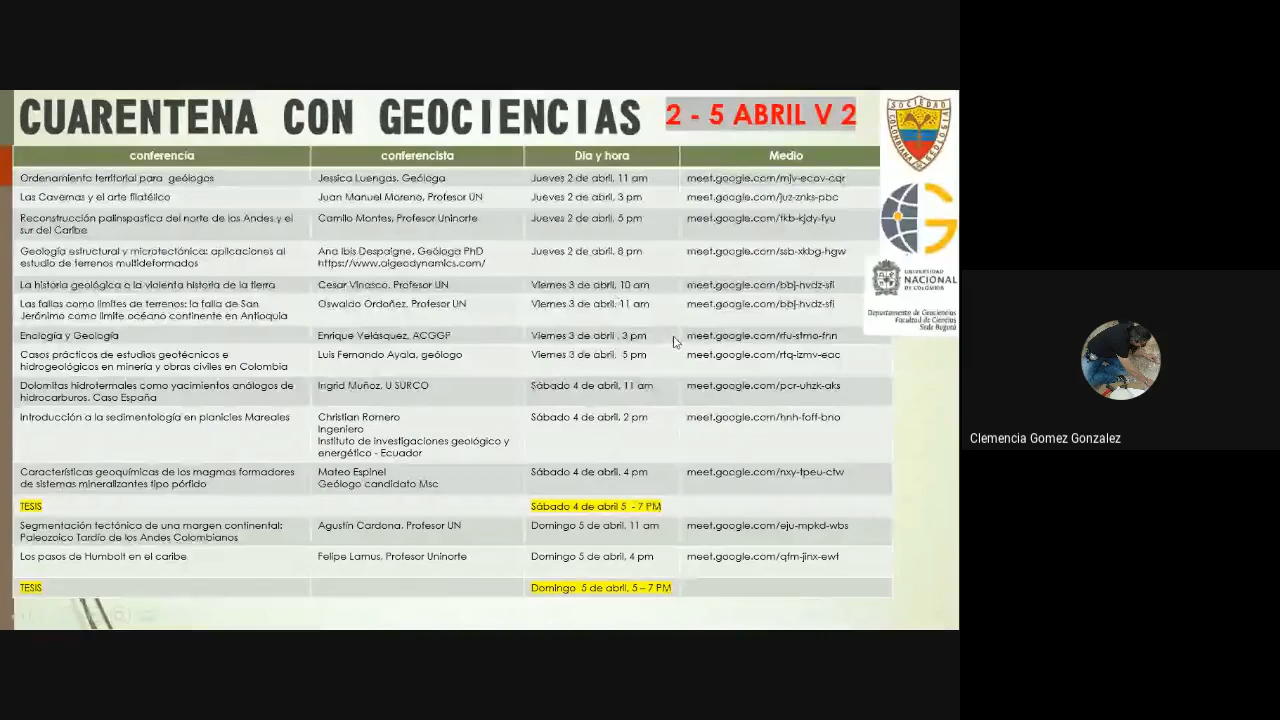 CUARENTENA CON GEOCIENCIAS 2 - 5 ABRIL V 2
SOCIEDAD COLOMBIANA GEOLOGIA
conferencia conferencista Dia y hora Medio
Ordenamiento territorial para geólogos Jessica Luengas, Geóloga Jueves 2 de abril, 11 am meet.google.com/mjv-ecav-cqr
Las Cavernas y el arte filatélico Juan Manuel Moreno, Profesor UN Jueves 2 de abril, 3 pm meet.google.com/juz-znks-pbc
Reconstrucción palinspastica del norte de los Andes y el Camilo Montes, Profesor Uninorte Jueves 2 de abril, 5 pm meet.google.com/tkb-kjdy-fyu
sur del Caribe
Geología estructural y microtectónica: aplicaciones al Ana Ibis Despaigne, Geóloga PhD Jueves 2 de abril, 8 pm meet.google.com/ssb-xkbg-hgw
estudio de terrenos multideformados https://www.aigeodynamics.com/
UNIVERSIDAD
NACIONAL
DE COLOMBIA
La historia geológica o la violenta historia de la tierra Cesar Vinasco, Profesor UN Viernes 3 de abril, 10 am meet.google.com/bbj-hvdz-sfi
Las fallas como limites de terrenos: la falla de San Oswaldo Ordoñez, Profesor UN Viernes 3 de abril, 11 am meet.google.com/bbj-hvdz-sfi
Jerónimo como limite océano continente en Antioquia
Departamento de Geociencias
Facultad de Ciencias
Sede Bogotá
Enología y Geología Enrique Velásquez, ACGGP Viernes 3 de abril , 3 pm meet.google.com/rfu-stmo-fhn
Casos prácticos de estudios geotécnicos e Luis Fernando Ayala, geólogo Viernes 3 de abril, 5 pm meet.google.com/rtq-izmv-eac
hidrogeológicos en minería y obras civiles en Colombia
Dolomitas hidrotermales como yacimientos análogos de Ingrid Muñoz, U SURCO Sábado 4 de abril, 11 am meet.google.com/pcr-uhzk-aks
hidrocarburos. Caso España
Introducción a la sedimentología en planicies Mareales Christian Romero Sábado 4 de abril, 2 pm meet.google.com/hnh-foff-bno
Ingeniero
Instituto de investigaciones geológico y
energético - Ecuador
Características geoquímicas de los magmas formadores Mateo Espinel Sábado 4 de abril, 4 pm meet.google.com/nxy-tpeu-ctw
de sistemas mineralizantes tipo pórfido Geólogo candidato Msc
TESIS Sábado 4 de abril 5 - 7 PM
Segmentación tectónica de una margen continental: Agustín Cardona, Profesor UN Domingo 5 de abril, 11 am meet.google.com/eju-mpkd-wbs
Paleozoico Tardío de los Andes Colombianos
Los pasos de Humbolt en el caribe Felipe Lamus, Profesor Uninorte Domingo 5 de abril, 4 pm meet.google.com/qfm-jinx-ewf
TESIS Domingo 5 de abril, 5 – 7 PM
Clemencia Gomez Gonzalez